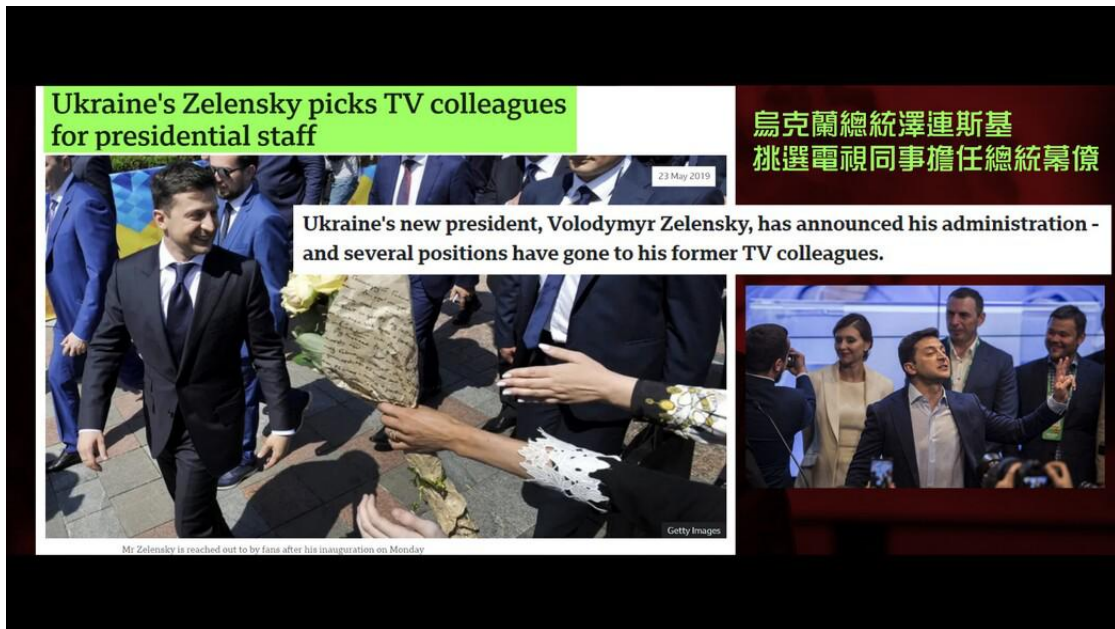 Ukraine's Zelensky picks TV colleagues
for presidential staff
烏克蘭總統澤連斯基
挑選電視同事擔任總統幕僚
23 May 2019
Ukraine's new president, Volodymyr Zelensky, has announced his administration -
and several positions have gone to his former TV colleagues.
Getty Images
Mr Zelensky is reached out to by fans after his inauguration on Monday